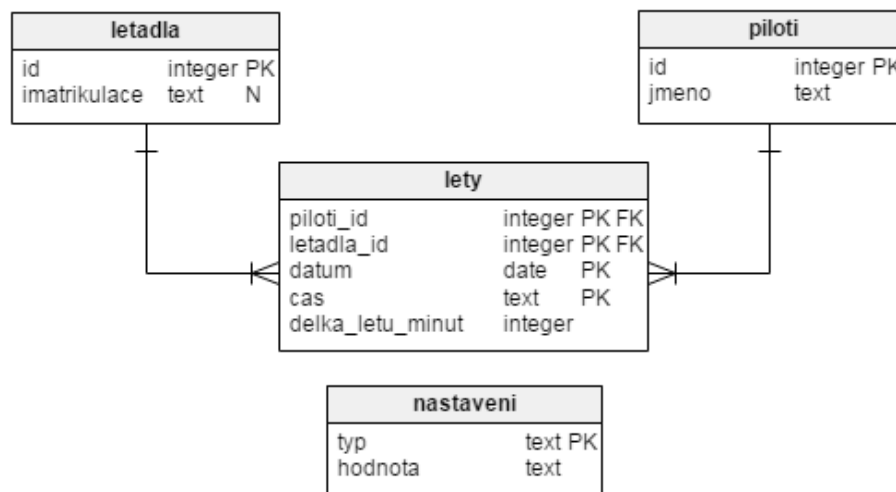 letadla
id integer PK
imatrikulace text N
piloti
id integer PK
jmeno text
lety
piloti_id integer PK FK
letadla_id integer PK FK
datum date PK
cas text PK
delka_letu_minut integer
nastaveni
typ text PK
hodnota text